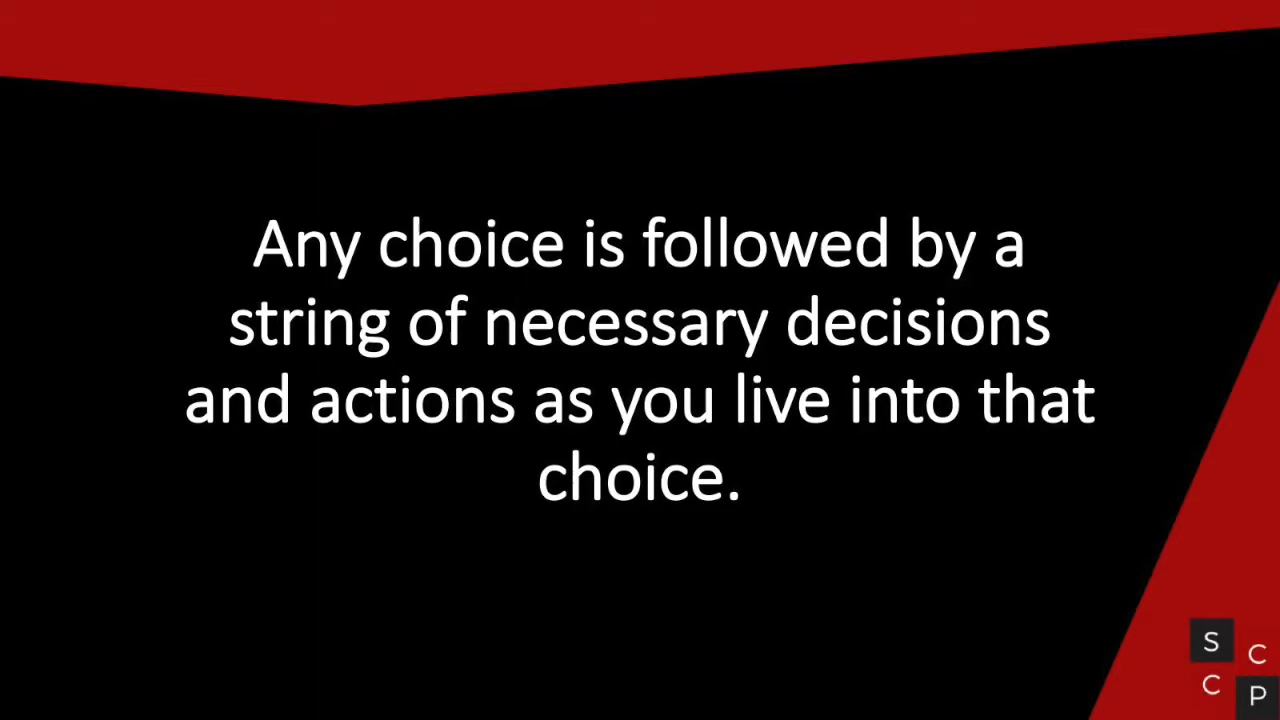 Any choice is followed by a
string of necessary decisions
and actions as you live into that
choice.
S C
C P